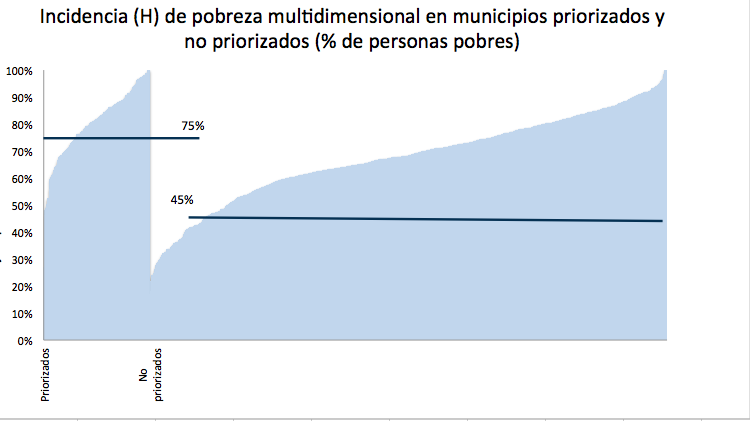 Incidencia (H) de pobreza multidimensional en municipios priorizados y
no priorizados (% de personas pobres)
100%
90%
80%
70%
60%
50%
40%
30%
20%
10%
0%
75%
45%
Priorizados
No
priorizados